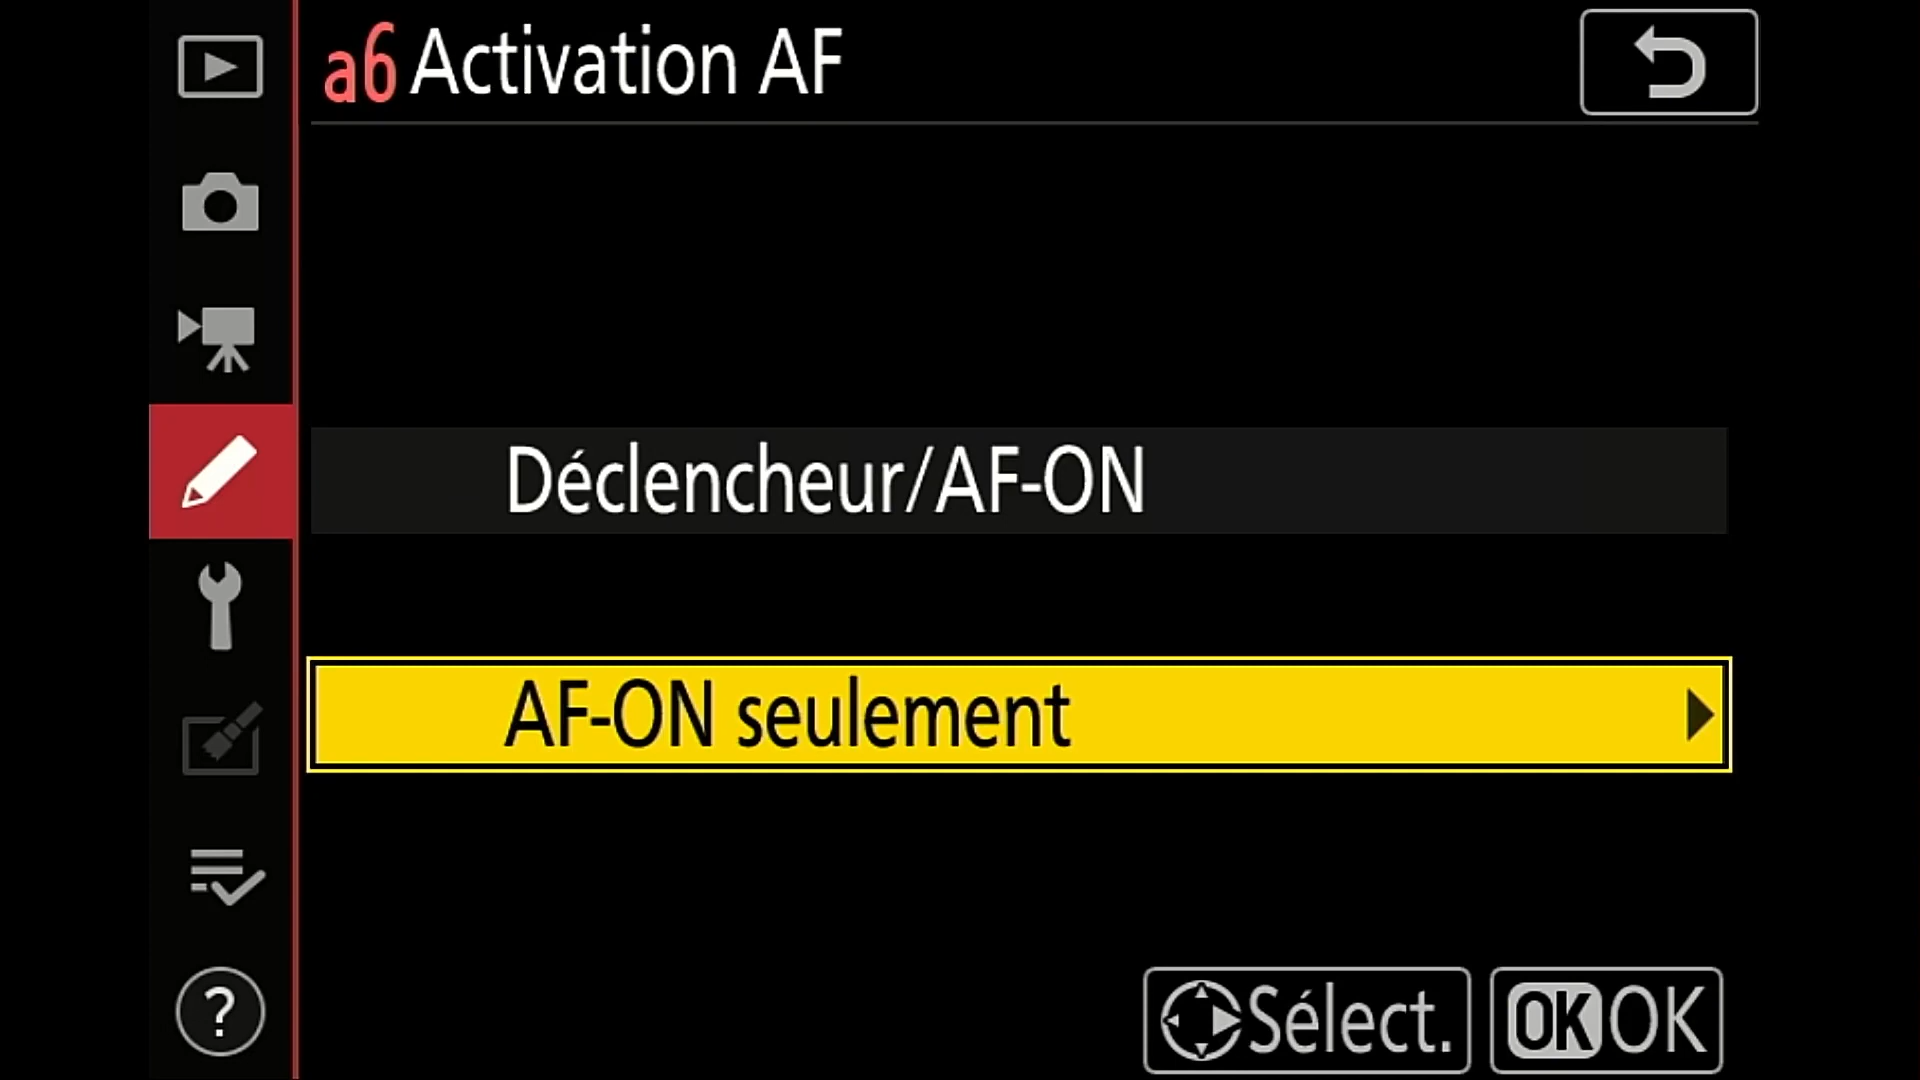 a6 Activation AF
Déclencheur/AF-ON
AF-ON seulement
?
Sélect. OK OK